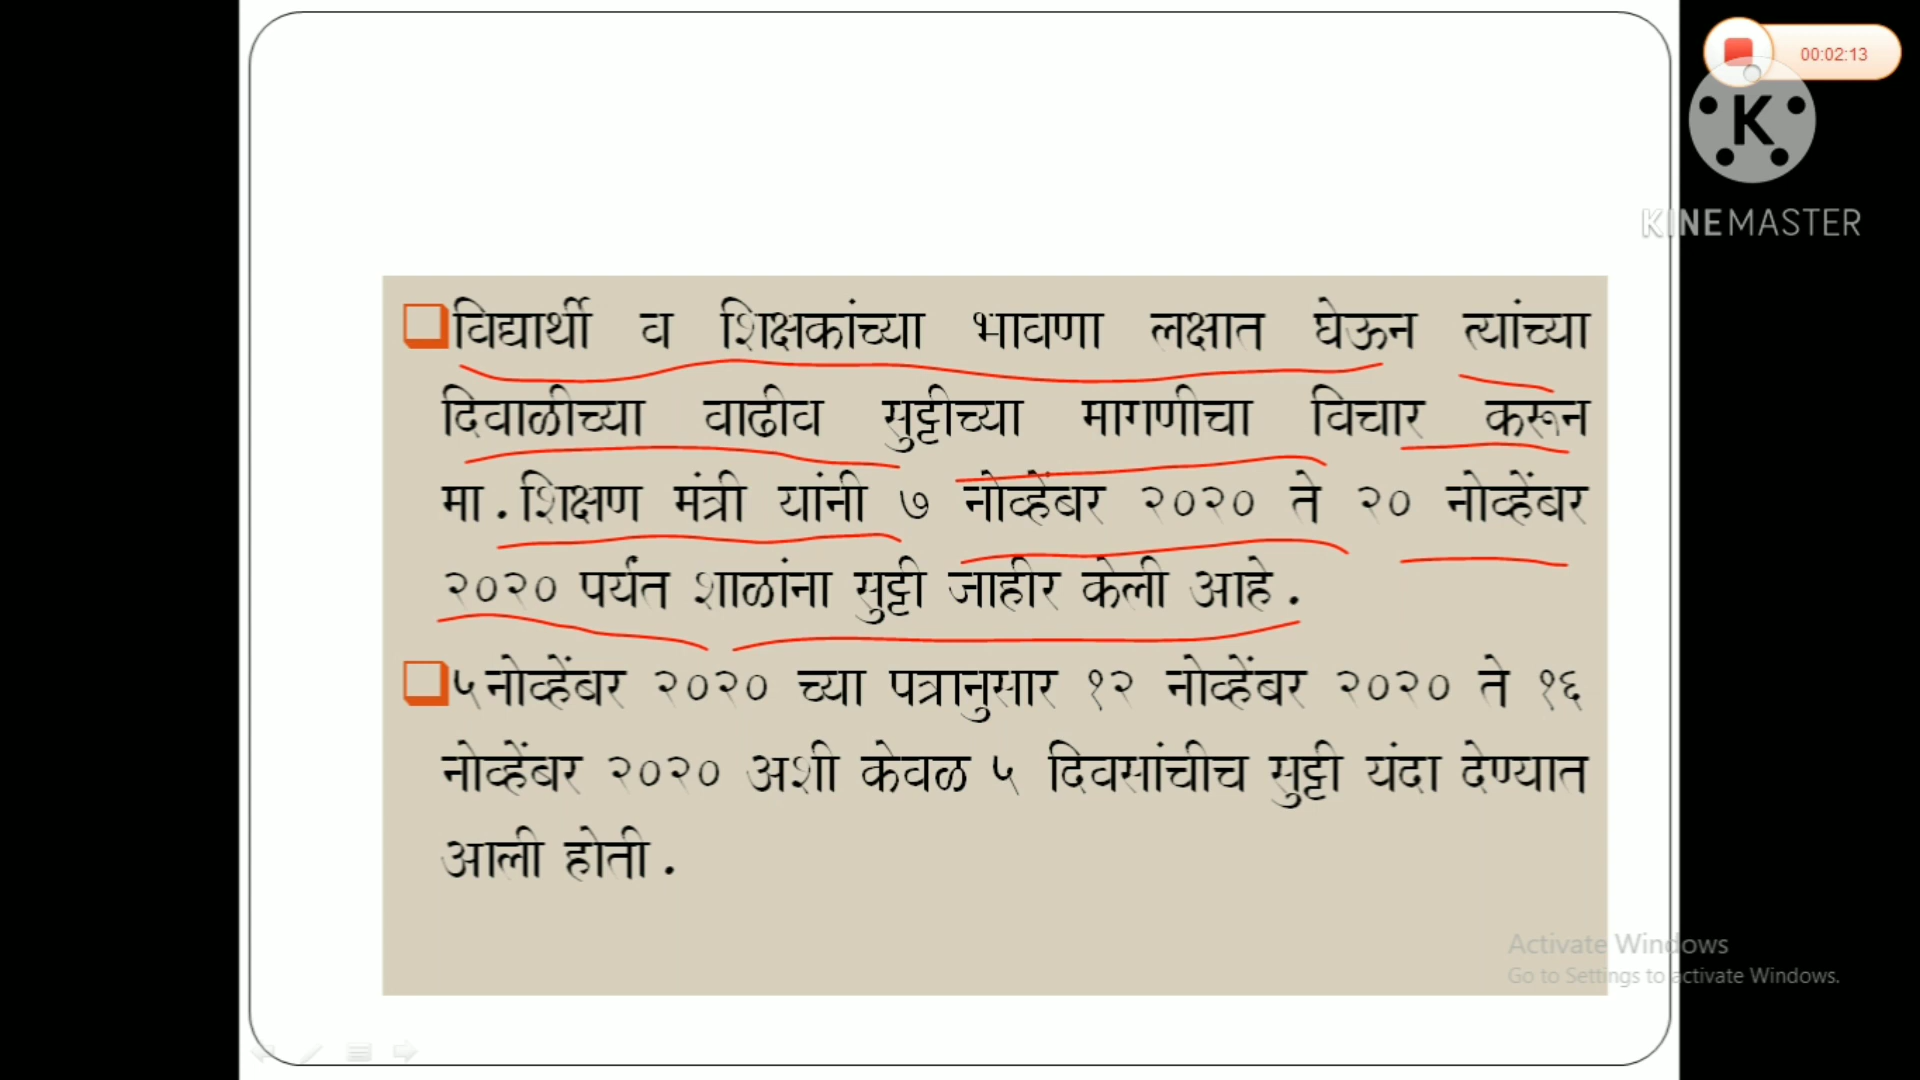 00:02:13
K
KINEMASTER
विद्यार्थी व शिक्षकांच्या भावणा लक्षात घेऊन त्यांच्या
दिवाळीच्या वाढीव सुट्टीच्या मागणीचा विचार करून
मा. शिक्षण मंत्री यांनी ७ नोव्हेंबर २०२० ते २० नोव्हेंबर
२०२० पर्यंत शाळांना सुट्टी जाहीर केली आहे.
५ नोव्हेंबर २०२० च्या पत्रानुसार १२ नोव्हेंबर २०२० ते १६
नोव्हेंबर २०२० अशी केवळ ५ दिवसांचीच सुट्टी यंदा देण्यात
आली होती.
Activate Windows
Go to Settings to activate Windows.